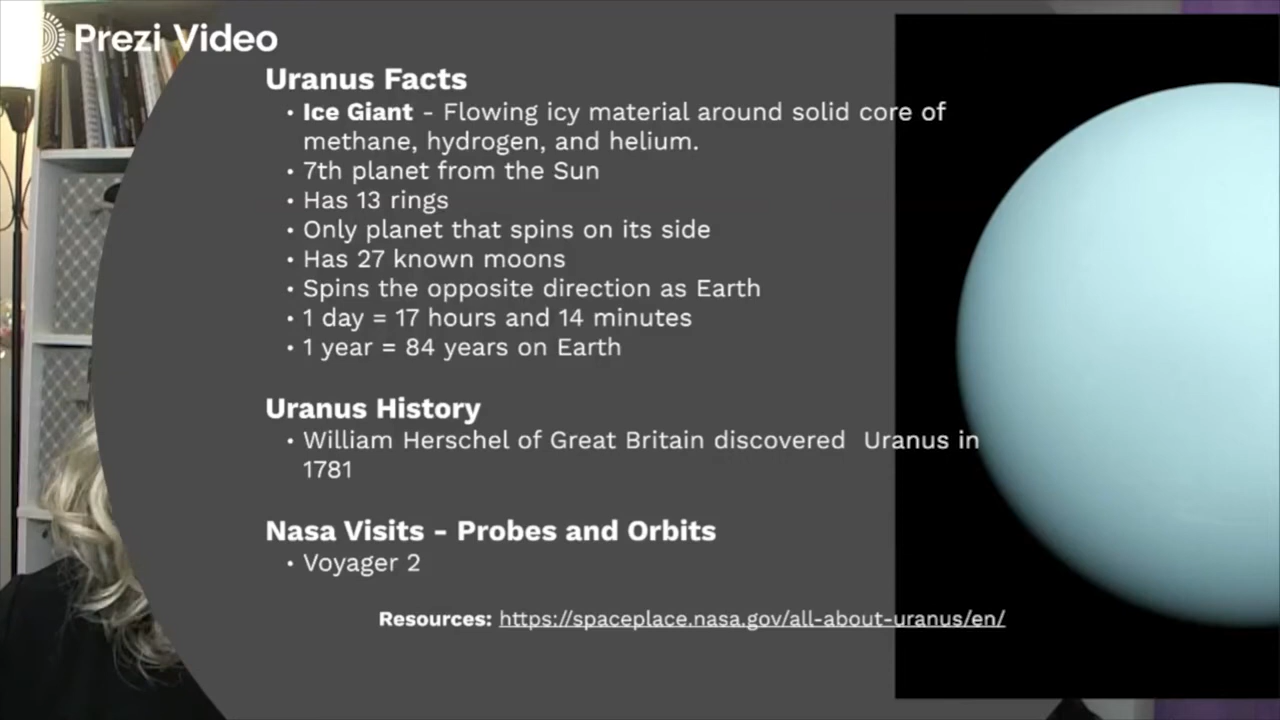 Prezi Video
Uranus Facts
• Ice Giant - Flowing icy material around solid core of
methane, hydrogen, and helium.
• 7th planet from the Sun
• Has 13 rings
• Only planet that spins on its side
• Has 27 known moons
• Spins the opposite direction as Earth
• 1 day = 17 hours and 14 minutes
• 1 year = 84 years on Earth
Uranus History
• William Herschel of Great Britain discovered  Uranus in
1781
Nasa Visits - Probes and Orbits
• Voyager 2
Resources: https://spaceplace.nasa.gov/all-about-uranus/en/